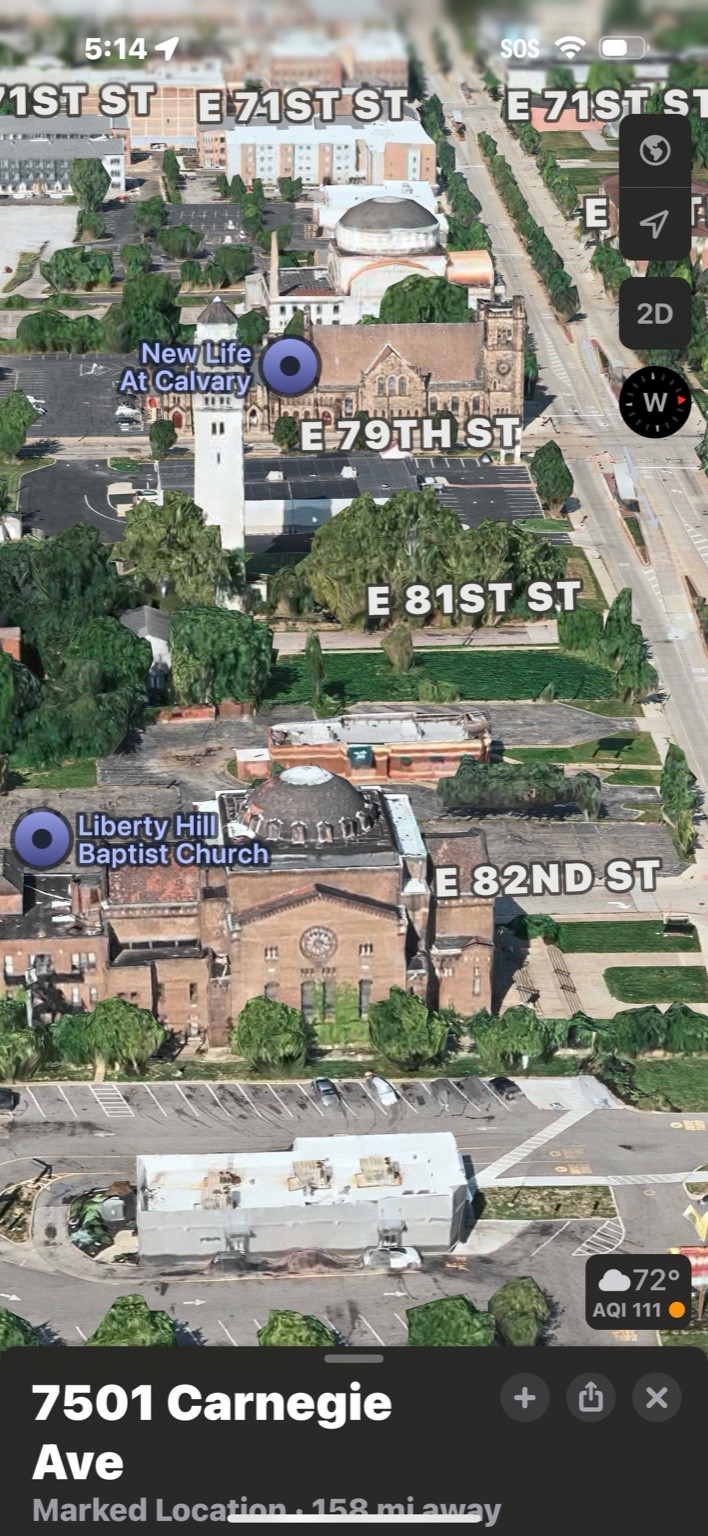 5:14
SOS
71ST ST
E 71ST ST
E 71ST ST
E
2D
New Life
At Calvary
W
E 79TH ST
E 81ST ST
Liberty Hill
Baptist Church
E 82ND ST
72°
AQI 111
7501 Carnegie
Ave
Marked Location · 158 mi away